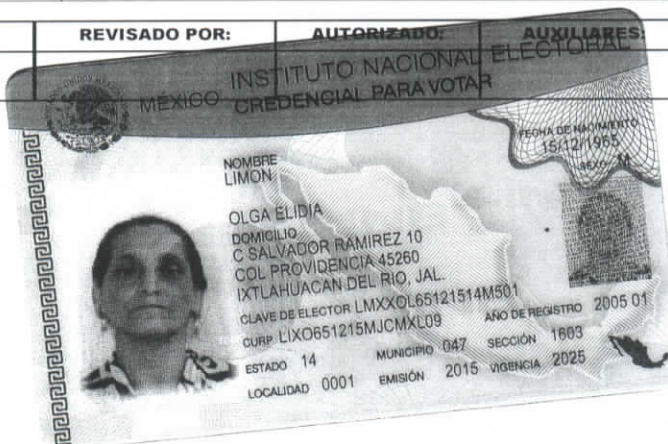 REVISADO POR: AUTORIZADO: AUXILIARES:
MÉXICO INSTITUTO NACIONAL ELECTORAL
CREDENCIAL PARA VOTAR
FECHA DE NACIMIENTO
15/12/1965
SEXO M
NOMBRE
LIMON
OLGA ELIDIA
DOMICILIO
C SALVADOR RAMIREZ 10
COL PROVIDENCIA 45260
IXTLAHUACAN DEL RIO, JAL.
CLAVE DE ELECTOR LMXXOL65121514M501
CURP LIXO651215MJCMXL09 AÑO DE REGISTRO 2005 01
ESTADO 14 MUNICIPIO 047 SECCIÓN 1603
LOCALIDAD 0001 EMISIÓN 2015 VIGENCIA 2025